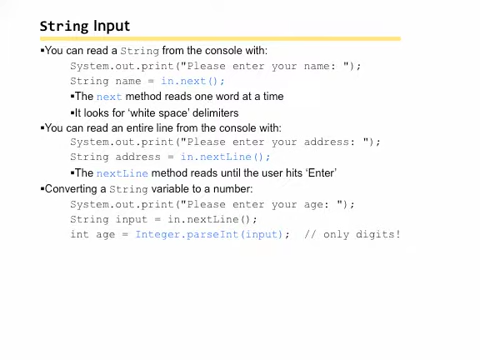 String Input
▪You can read a String from the console with:
System.out.print("Please enter your name: ");
String name = in.next();
▪The next method reads one word at a time
▪It looks for ‘white space’ delimiters
▪You can read an entire line from the console with:
System.out.print("Please enter your address: ");
String address = in.nextLine();
▪The nextLine method reads until the user hits ‘Enter’
▪Converting a String variable to a number:
System.out.print("Please enter your age: ");
String input = in.nextLine();
int age = Integer.parseInt(input); // only digits!